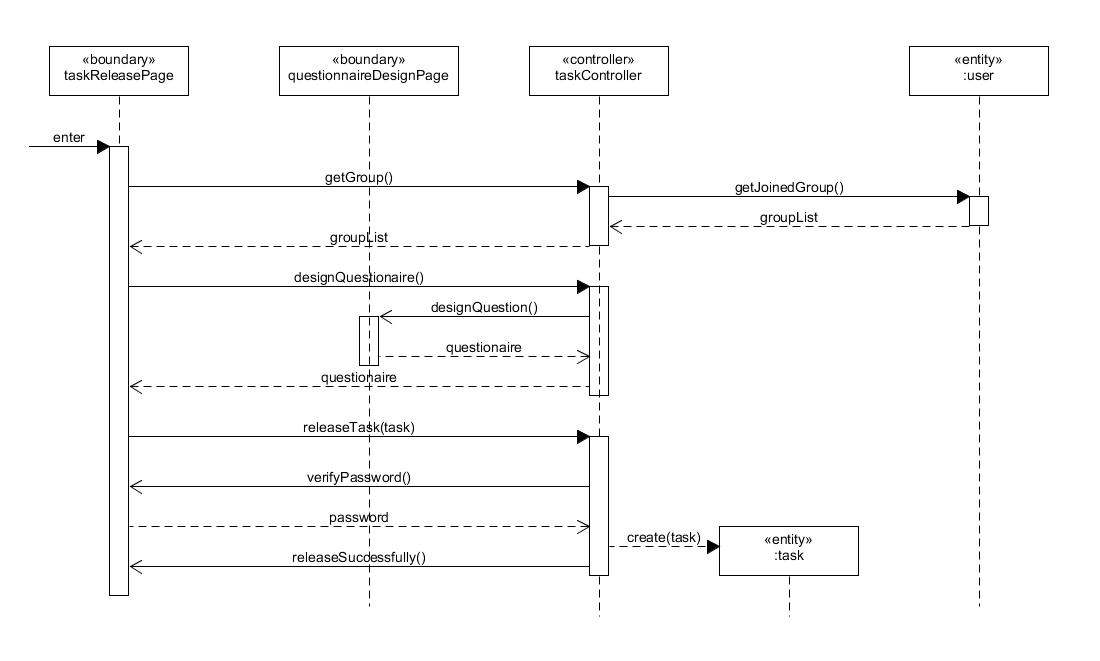 «boundary»
taskReleasePage
«boundary»
questionnaireDesignPage
«controller»
taskController
«entity»
:user
enter
getGroup()
getJoinedGroup()
groupList
groupList
designQuestionaire()
designQuestion()
questionaire
questionaire
releaseTask(task)
verifyPassword()
password
create(task)
«entity»
:task
releaseSuccessfully()